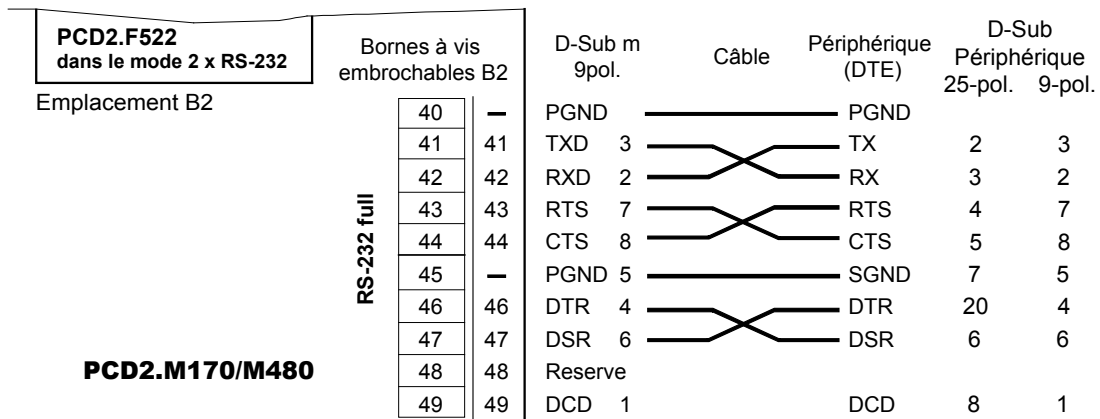 PCD2.F522
dans le mode 2 x RS-232
Emplacement B2
Bornes à vis
embrochables B2
D-Sub m
9pol.
Câble
Périphérique
(DTE)
D-Sub
Périphérique
25-pol. 9-pol.
RS-232 full
40 – PGND PGND
41 41 TXD 3 TX 2 3
42 42 RXD 2 RX 3 2
43 43 RTS 7 RTS 4 7
44 44 CTS 8 CTS 5 8
45 – PGND 5 SGND 7 5
46 46 DTR 4 DTR 20 4
47 47 DSR 6 DSR 6 6
48 48 Reserve
49 49 DCD 1 DCD 8 1
PCD2.M170/M480